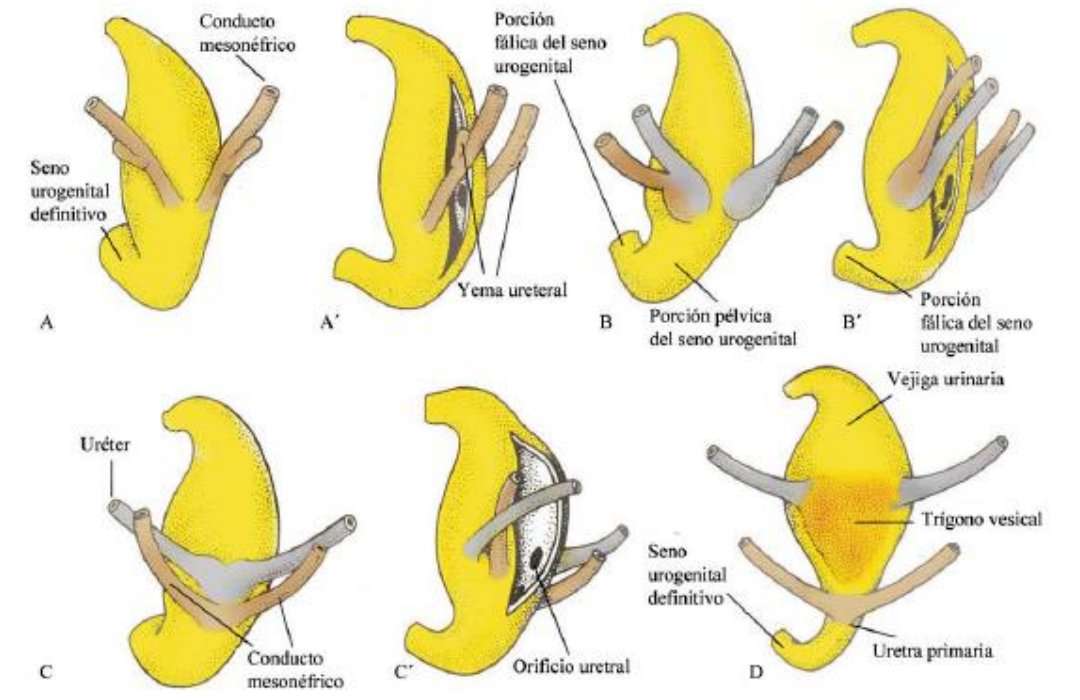 Conducto
mesonéfrico
Seno
urogenital
definitivo
A
A´
Yema ureteral
Porción
fálica del seno
urogenital
B
Porción pélvica
del seno urogenital
B´
Porción
fálica del seno
urogenital
Uréter
C
Conducto
mesonéfrico
C´
Orificio uretral
Vejiga urinaria
Trígono vesical
Seno
urogenital
definitivo
D
Uretra primaria